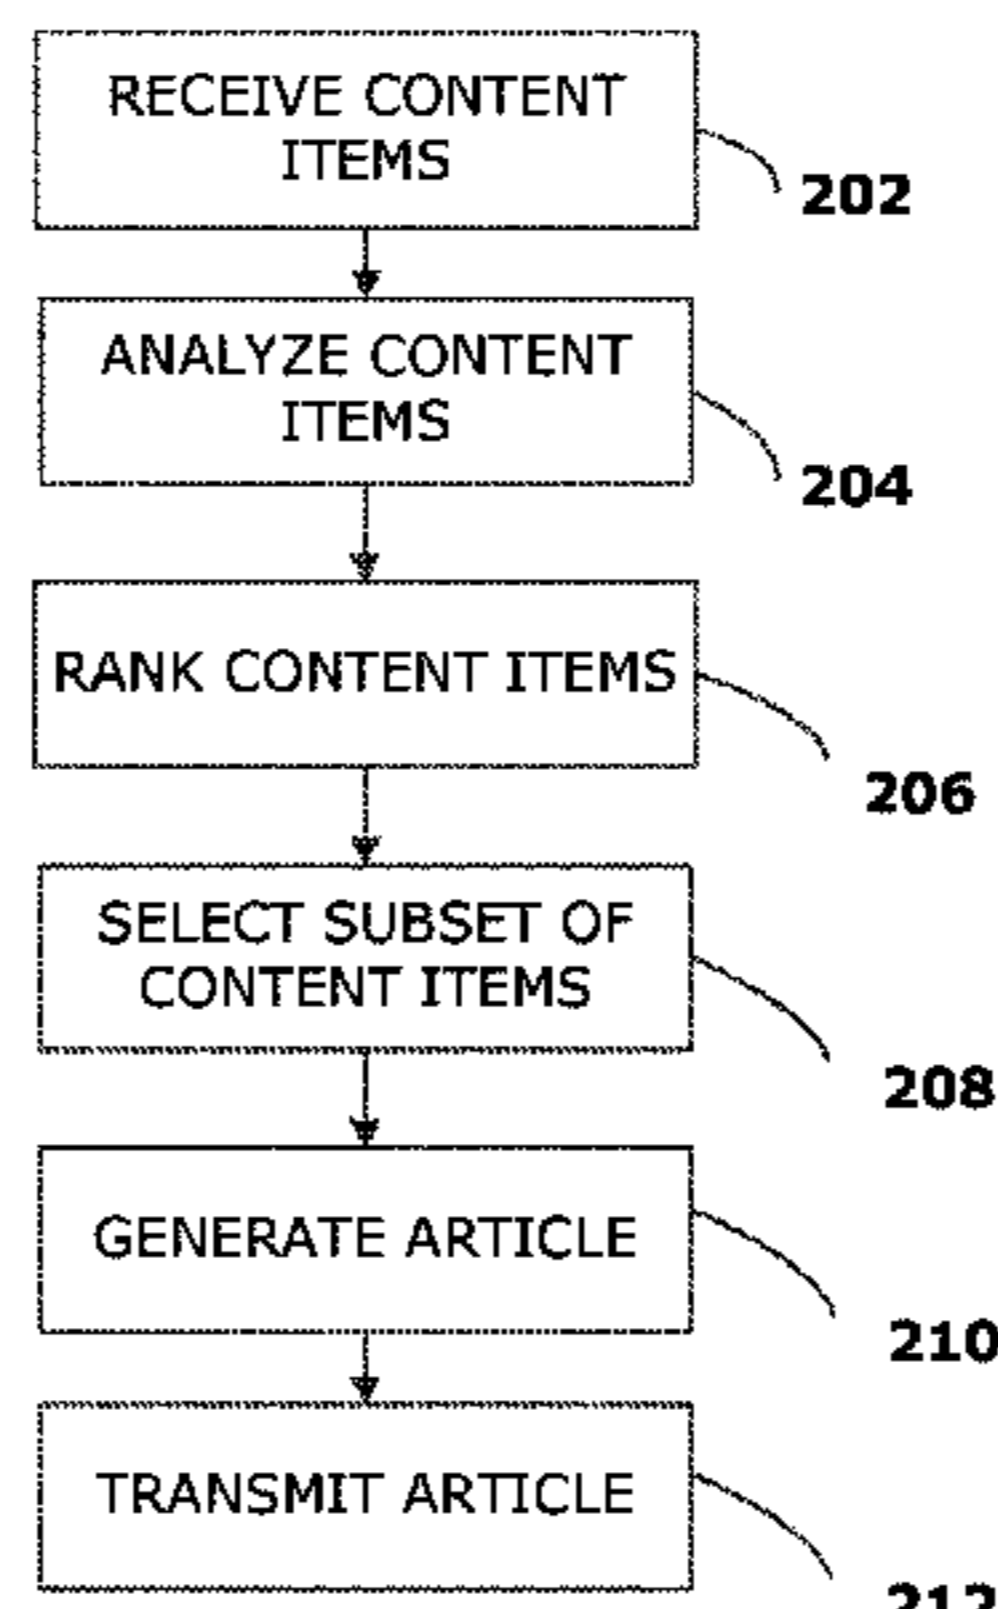 RECEIVE CONTENT
ITEMS
202
ANALYZE CONTENT
ITEMS
204
RANK CONTENT ITEMS
206
SELECT SUBSET OF
CONTENT ITEMS
208
GENERATE ARTICLE
210
TRANSMIT ARTICLE
212